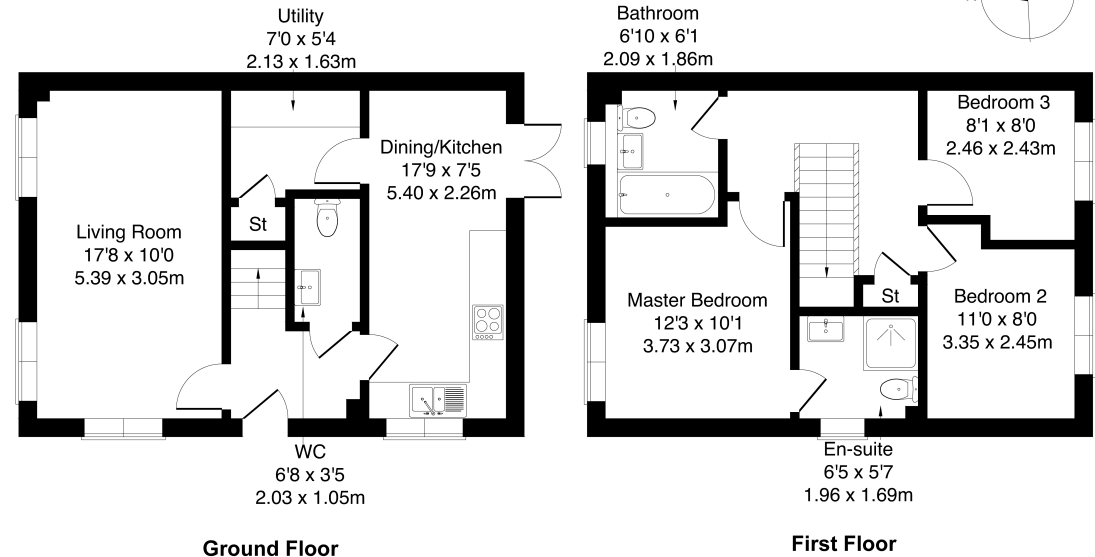 Utility
7'0 x 5'4
2.13 x 1.63m
Dining/Kitchen
17'9 x 7'5
5.40 x 2.26m
St
Living Room
17'8 x 10'0
5.39 x 3.05m
WC
6'8 x 3'5
2.03 x 1.05m
Ground Floor
Bathroom
6'10 x 6'1
2.09 x 1.86m
Bedroom 3
8'1 x 8'0
2.46 x 2.43m
Master Bedroom
12'3 x 10'1
3.73 x 3.07m
St
Bedroom 2
11'0 x 8'0
3.35 x 2.45m
En-suite
6'5 x 5'7
1.96 x 1.69m
First Floor